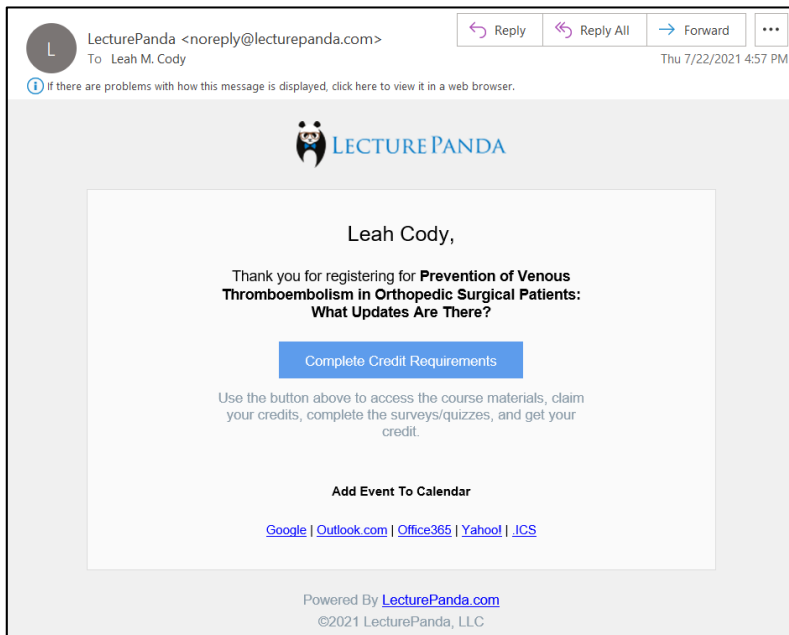 L
LecturePanda <noreply@lecturepanda.com>
To Leah M. Cody
Reply
Reply All
Forward
Thu 7/22/2021 4:57 PM
If there are problems with how this message is displayed, click here to view it in a web browser.
LECTUREPANDA
Leah Cody,
Thank you for registering for Prevention of Venous
Thromboembolism in Orthopedic Surgical Patients:
What Updates Are There?
Complete Credit Requirements
Use the button above to access the course materials, claim
your credits, complete the surveys/quizzes, and get your
credit.
Add Event To Calendar
Google | Outlook.com | Office365 | Yahoo! | .ICS
Powered By LecturePanda.com
©2021 LecturePanda, LLC